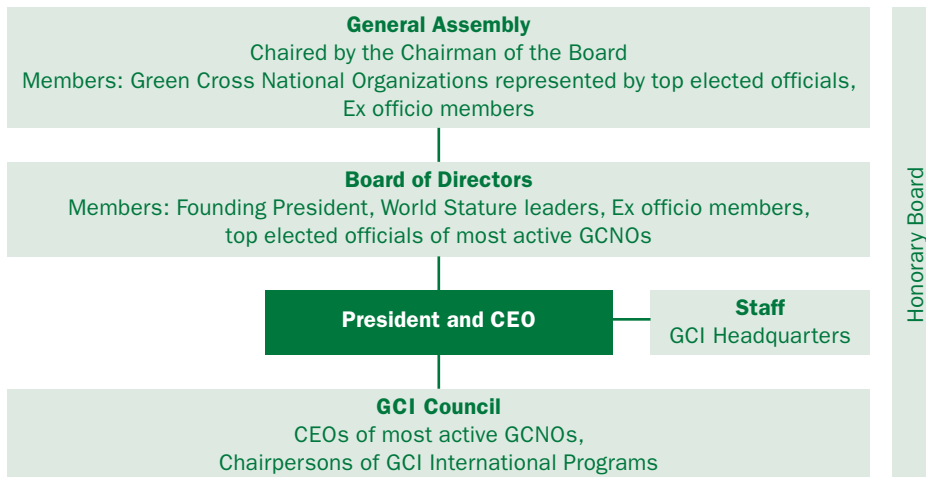 General Assembly
Chaired by the Chairman of the Board
Members: Green Cross National Organizations represented by top elected officials,
Ex officio members
Board of Directors
Members: Founding President, World Stature leaders, Ex officio members,
top elected officials of most active GCNOs
President and CEO
Staff
GCI Headquarters
GCI Council
CEOs of most active GCNOs,
Chairpersons of GCI International Programs
Honorary Board